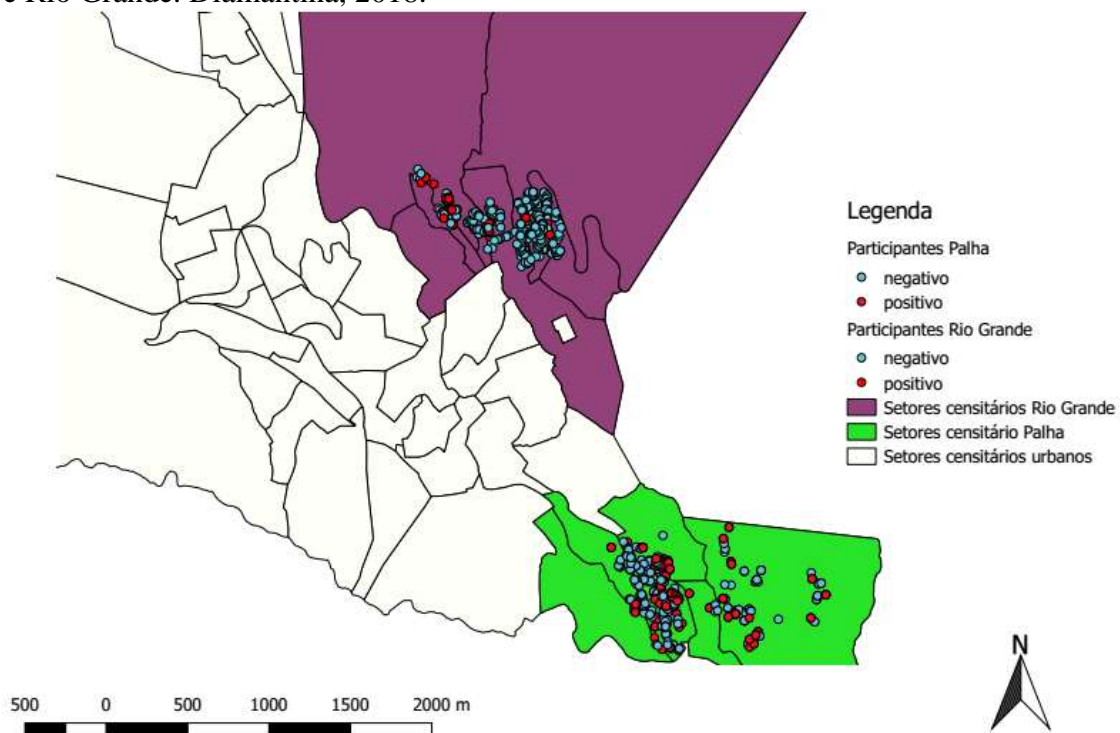 e Rio Grande. Diamantina, 2018.
Legenda
Participantes Palha
negativo
positivo
Participantes Rio Grande
negativo
positivo
Setores censitários Rio Grande
Setores censitário Palha
Setores censitários urbanos
N
500 0 500 1000 1500 2000 m